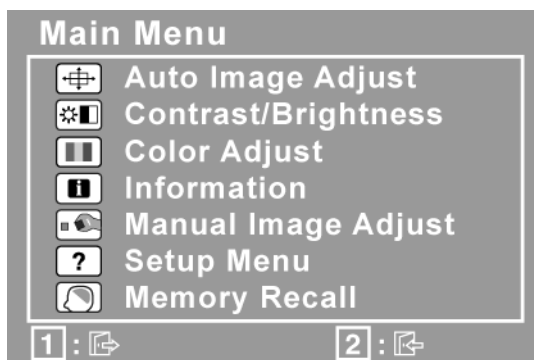 Main Menu
Auto Image Adjust
Contrast/Brightness
Color Adjust
i Information
Manual Image Adjust
? Setup Menu
Memory Recall
1 : 2 :